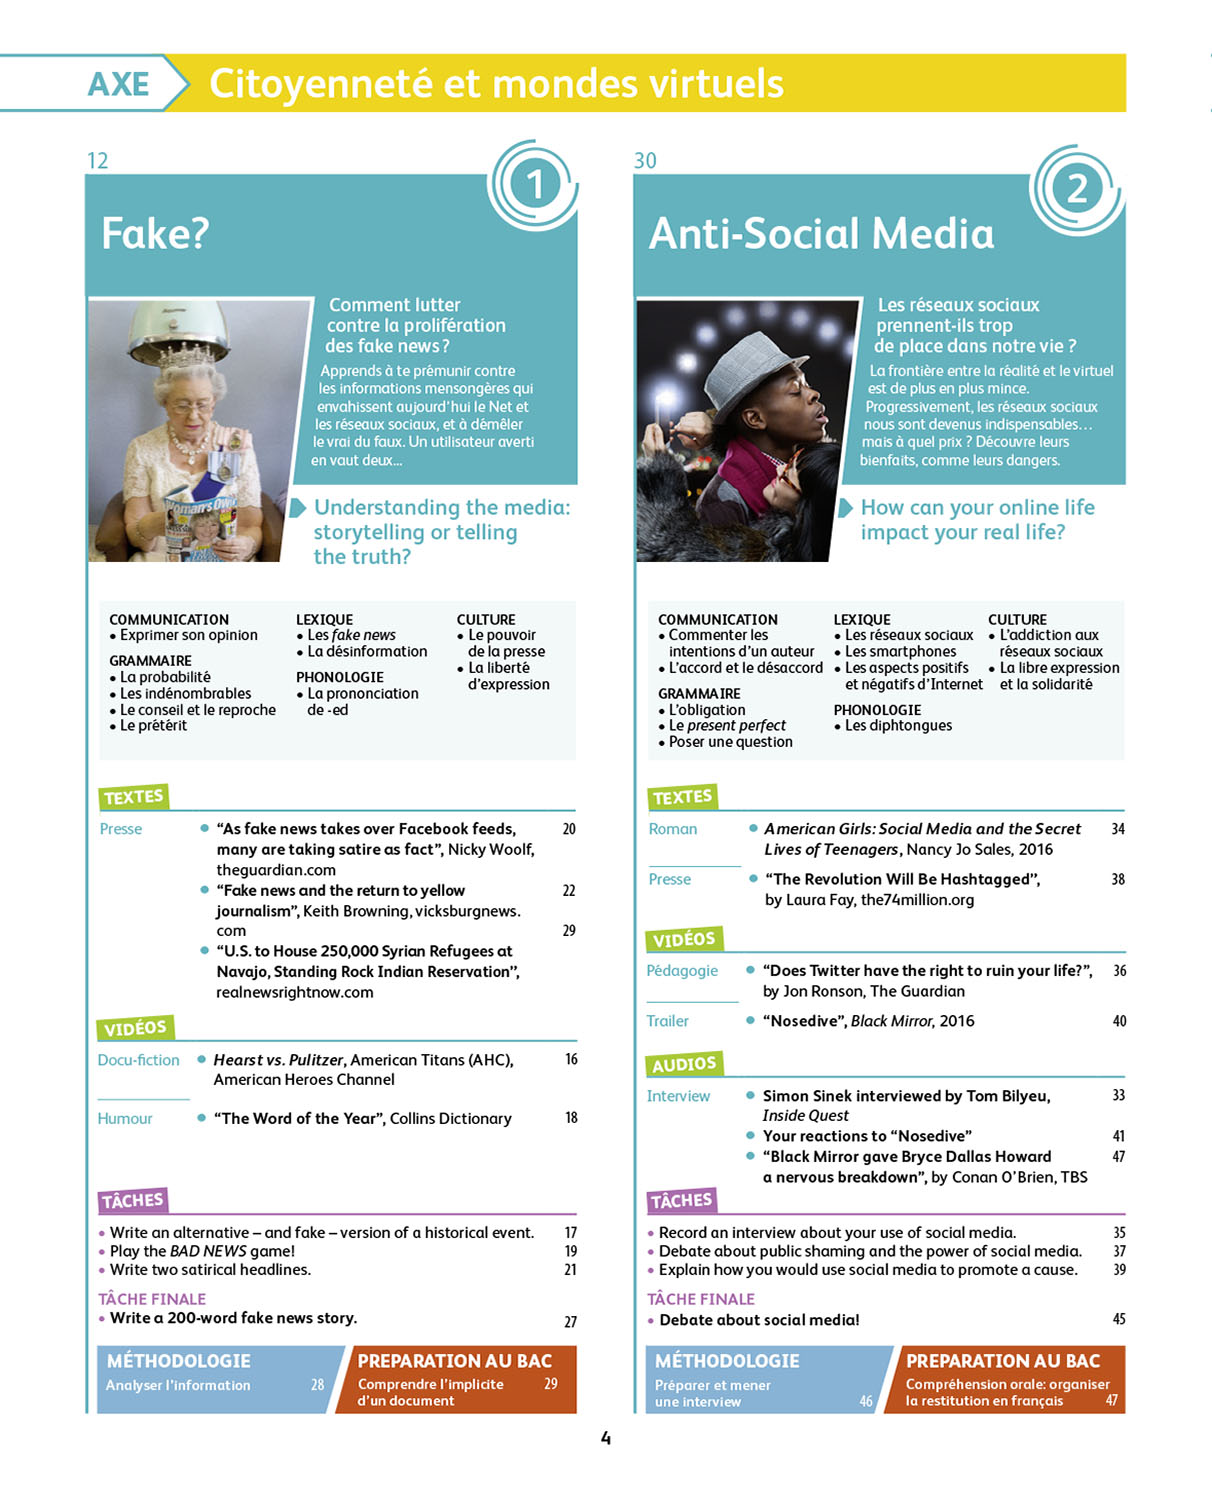 AXE Citoyenneté et mondes virtuels
12
1
Fake?
Comment lutter
contre la prolifération
des fake news ?
Apprends à te prémunir contre
les informations mensongères qui
envahissent aujourd'hui le Net et
les réseaux sociaux, et à démêler
le vrai du faux. Un utilisateur averti
en vaut deux...
Woman's Own
Understanding the media:
storytelling or telling
the truth?
COMMUNICATION
• Exprimer son opinion
GRAMMAIRE
• La probabilité
• Les indénombrables
• Le conseil et le reproche
• Le prétérit
LEXIQUE
• Les fake news
• La désinformation
PHONOLOGIE
• La prononciation
de -ed
CULTURE
• Le pouvoir
de la presse
• La liberté
d'expression
TEXTES
Presse • “As fake news takes over Facebook feeds, 20
many are taking satire as fact”, Nicky Woolf,
theguardian.com
• “Fake news and the return to yellow 22
journalism”, Keith Browning, vicksburgnews.
com 29
• “U.S. to House 250,000 Syrian Refugees at
Navajo, Standing Rock Indian Reservation”,
realnewsrightnow.com
VIDÉOS
Docu-fiction • Hearst vs. Pulitzer, American Titans (AHC), 16
American Heroes Channel
Humour • “The Word of the Year”, Collins Dictionary 18
TÂCHES
• Write an alternative – and fake – version of a historical event. 17
• Play the BAD NEWS game! 19
• Write two satirical headlines. 21
TÂCHE FINALE
• Write a 200-word fake news story. 27
MÉTHODOLOGIE
Analyser l'information 28
PREPARATION AU BAC
Comprendre l'implicite 29
d'un document
30
2
Anti-Social Media
Les réseaux sociaux
prennent-ils trop
de place dans notre vie ?
La frontière entre la réalité et le virtuel
est de plus en plus mince.
Progressivement, les réseaux sociaux
nous sont devenus indispensables...
mais à quel prix ? Découvre leurs
bienfaits, comme leurs dangers.
How can your online life
impact your real life?
COMMUNICATION
• Commenter les
intentions d'un auteur
• L'accord et le désaccord
GRAMMAIRE
• L'obligation
• Le present perfect
• Poser une question
LEXIQUE
• Les réseaux sociaux
• Les smartphones
• Les aspects positifs
et négatifs d'Internet
PHONOLOGIE
• Les diphtongues
CULTURE
• L'addiction aux
réseaux sociaux
• La libre expression
et la solidarité
TEXTES
Roman • American Girls: Social Media and the Secret 34
Lives of Teenagers, Nancy Jo Sales, 2016
Presse • “The Revolution Will Be Hashtagged”, 38
by Laura Fay, the74million.org
VIDÉOS
Pédagogie • “Does Twitter have the right to ruin your life?”, 36
by Jon Ronson, The Guardian
Trailer • “Nosedive”, Black Mirror, 2016 40
AUDIOS
Interview • Simon Sinek interviewed by Tom Bilyeu, 33
Inside Quest
• Your reactions to “Nosedive” 41
• “Black Mirror gave Bryce Dallas Howard 47
a nervous breakdown”, by Conan O'Brien, TBS
TÂCHES
• Record an interview about your use of social media. 35
• Debate about public shaming and the power of social media. 37
• Explain how you would use social media to promote a cause. 39
TÂCHE FINALE
• Debate about social media! 45
MÉTHODOLOGIE
Préparer et mener
une interview 46
PREPARATION AU BAC
Compréhension orale: organiser
la restitution en français 47
4